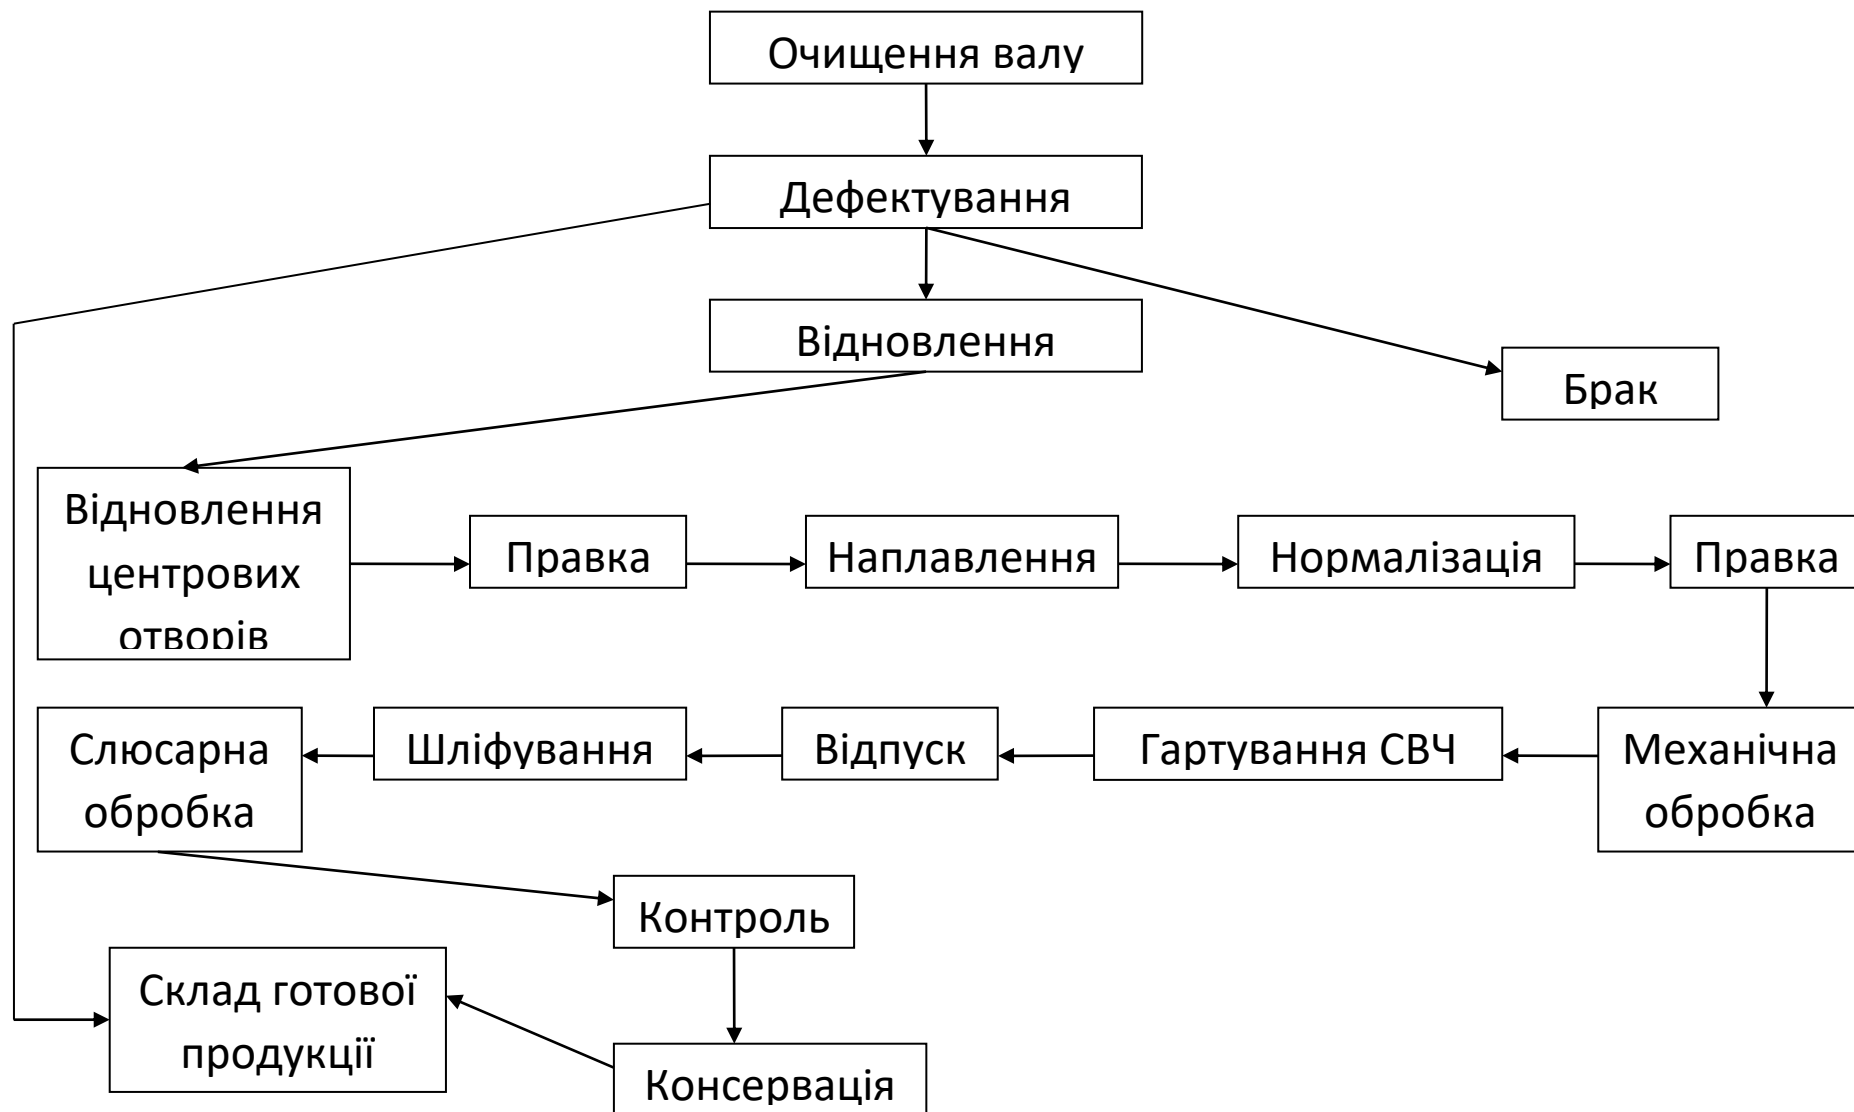 Очищення валу
Дефектування
Відновлення
Брак
Відновлення
центрових
отворів
Правка
Наплавлення
Нормалізація
Правка
Механічна
обробка
Гартування СВЧ
Відпуск
Шліфування
Слюсарна
обробка
Контроль
Консервація
Склад готової
продукції